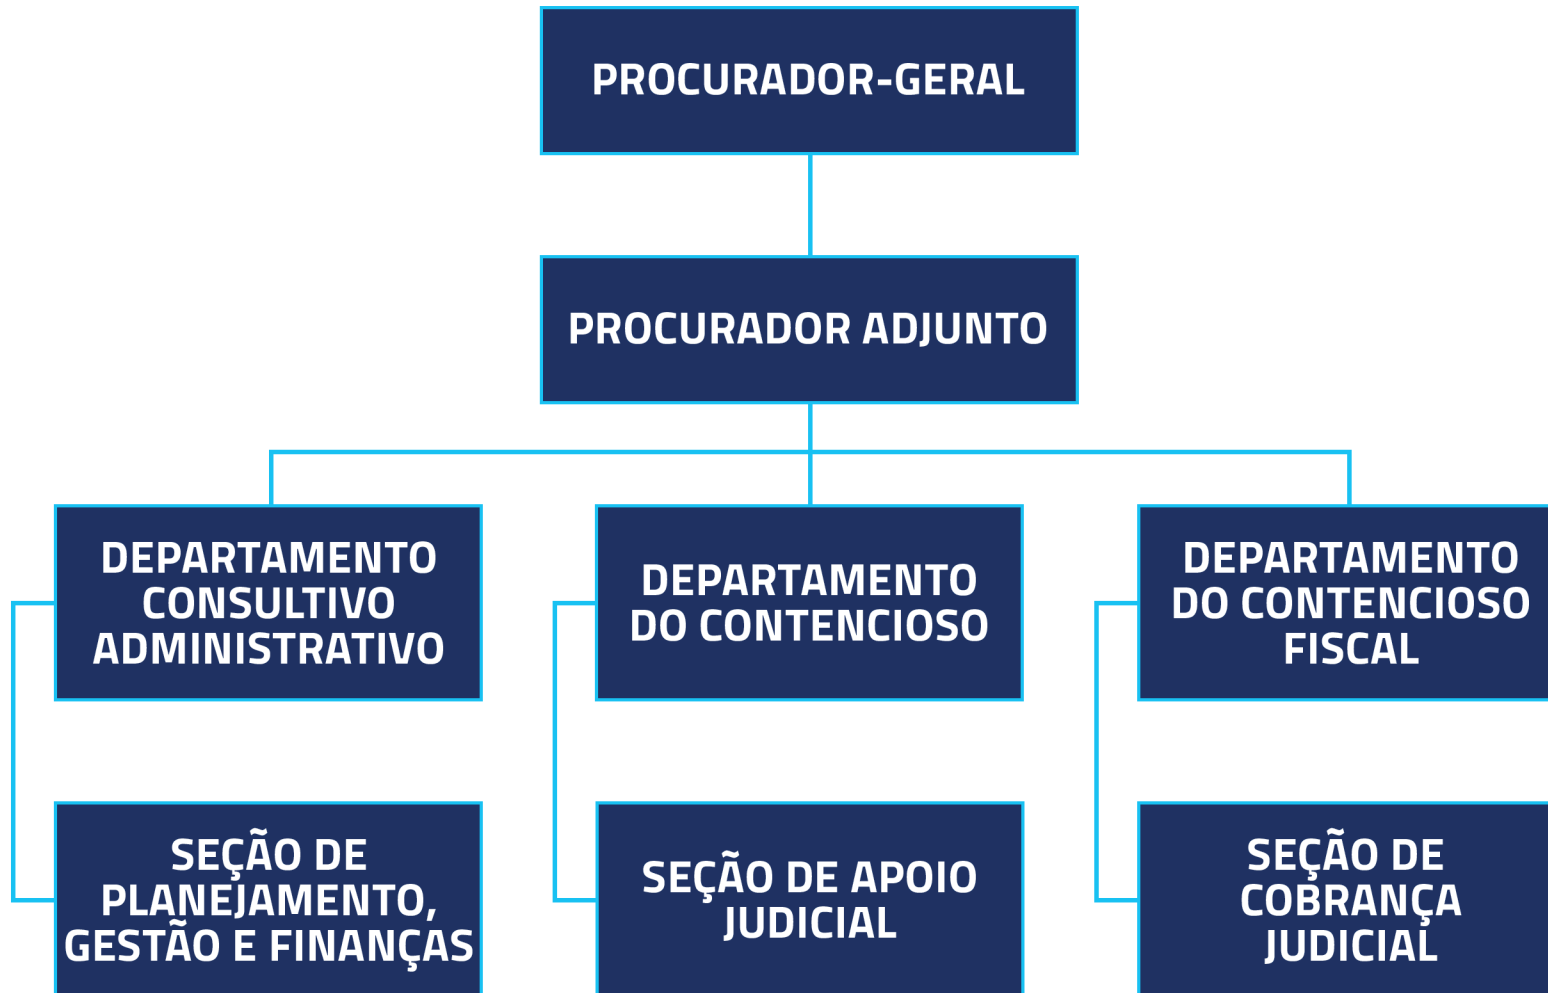 PROCURADOR-GERAL
PROCURADOR ADJUNTO
DEPARTAMENTO
CONSULTIVO
ADMINISTRATIVO
DEPARTAMENTO
DO CONTENCIOSO
DEPARTAMENTO
DO CONTENCIOSO
FISCAL
SEÇÃO DE
PLANEJAMENTO,
GESTÃO E FINANÇAS
SEÇÃO DE APOIO
JUDICIAL
SEÇÃO DE
COBRANÇA
JUDICIAL